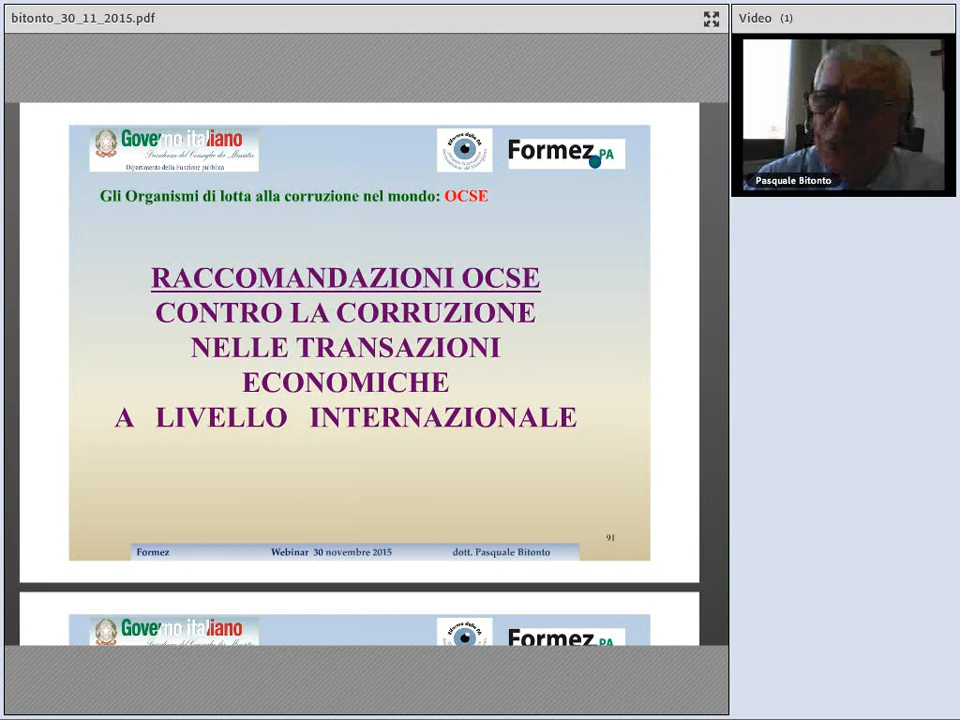 bitonto_30_11_2015.pdf
Video (1)
Pasquale Bitonto
Governo italiano
Presidenza del Consiglio dei Ministri
Dipartimento della Funzione pubblica
Formez PA
Gli Organismi di lotta alla corruzione nel mondo: OCSE
RACCOMANDAZIONI OCSE
CONTRO LA CORRUZIONE
NELLE TRANSAZIONI
ECONOMICHE
A LIVELLO INTERNAZIONALE
91
Formez Webinar 30 novembre 2015 dott. Pasquale Bitonto
Governo italiano
Formez PA